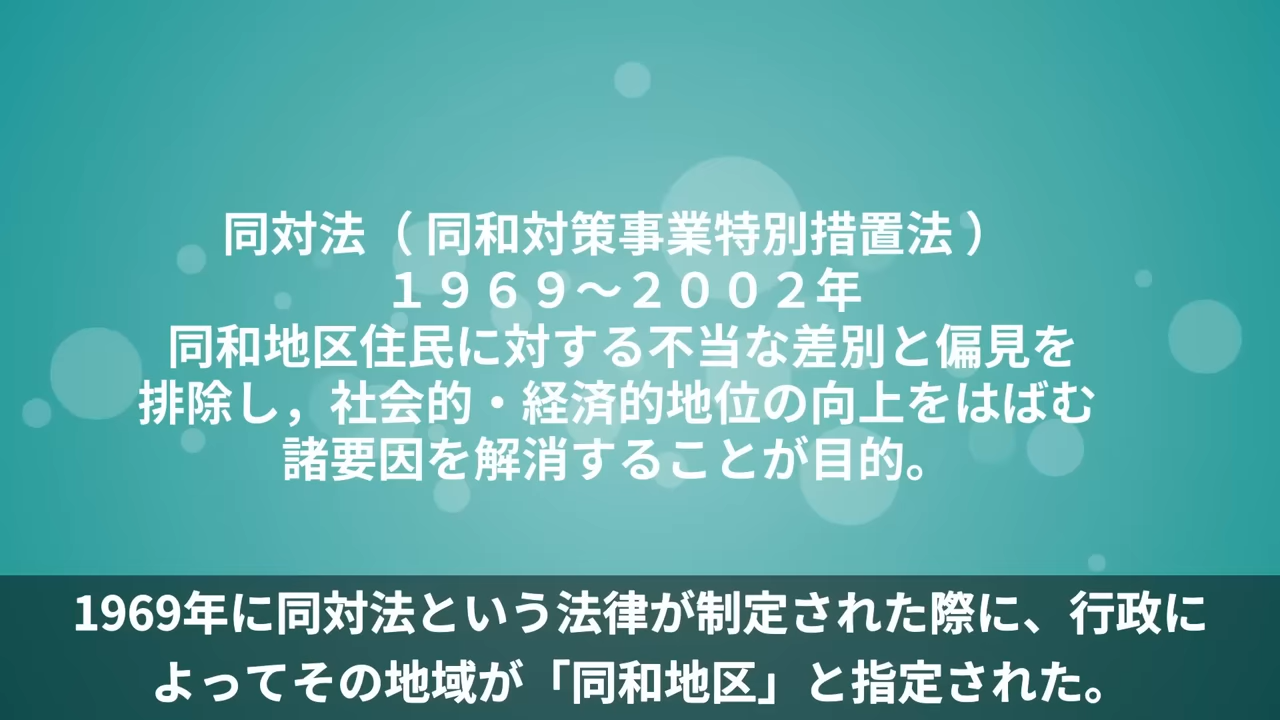 同対法（同和対策事業特別措置法）
１９６９～２００２年
同和地区住民に対する不当な差別と偏見を
排除し，社会的・経済的地位の向上をはばむ
諸要因を解消することが目的。
1969年に同対法という法律が制定された際に、行政に
よってその地域が「同和地区」と指定された。